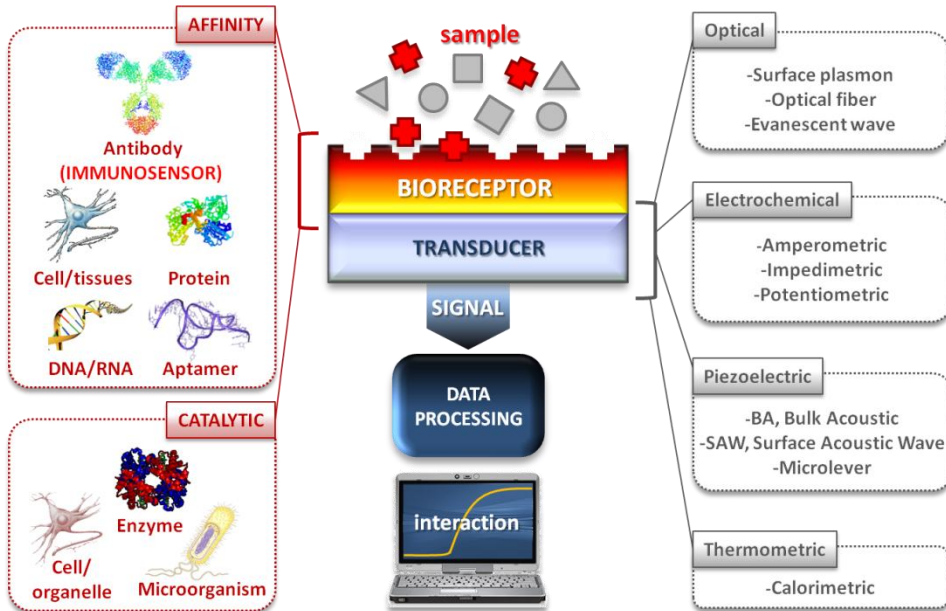 AFFINITY
Antibody
(IMMUNOSENSOR)
Cell/tissues
Protein
DNA/RNA
Aptamer
CATALYTIC
Enzyme
Cell/
organelle
Microorganism
sample
BIORECEPTOR
TRANSDUCER
SIGNAL
DATA
PROCESSING
interaction
Optical
-Surface plasmon
-Optical fiber
-Evanescent wave
Electrochemical
-Amperometric
-Impedimetric
-Potentiometric
Piezoelectric
-BA, Bulk Acoustic
-SAW, Surface Acoustic Wave
-Microlever
Thermometric
-Calorimetric